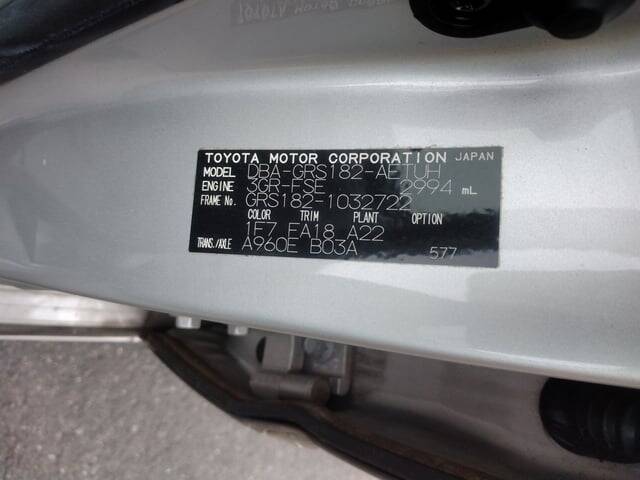 TOYOTA MOTOR CORPORATION JAPAN
MODEL DBA-GRS182-AETUH
ENGINE 3GR-FSE 2994 mL
FRAME No. GRS182-1032722
COLOR TRIM PLANT OPTION
1F7 FA18 A22
TRANS./AXLE A960E B03A 577